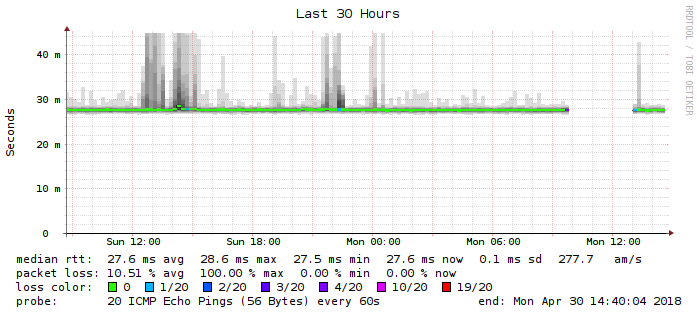 Last 30 Hours
RRDTOOL / TOBI OETIKER
Seconds
40 m
30 m
20 m
10 m
0
Sun 12:00 Sun 18:00 Mon 00:00 Mon 06:00 Mon 12:00
median rtt: 27.6 ms avg 28.6 ms max 27.5 ms min 27.6 ms now 0.1 ms sd 277.7 am/s
packet loss: 10.51 % avg 100.00 % max 0.00 % min 0.00 % now
loss color: 0 1/20 2/20 3/20 4/20 10/20 19/20
probe: 20 ICMP Echo Pings (56 Bytes) every 60s end: Mon Apr 30 14:40:04 2018